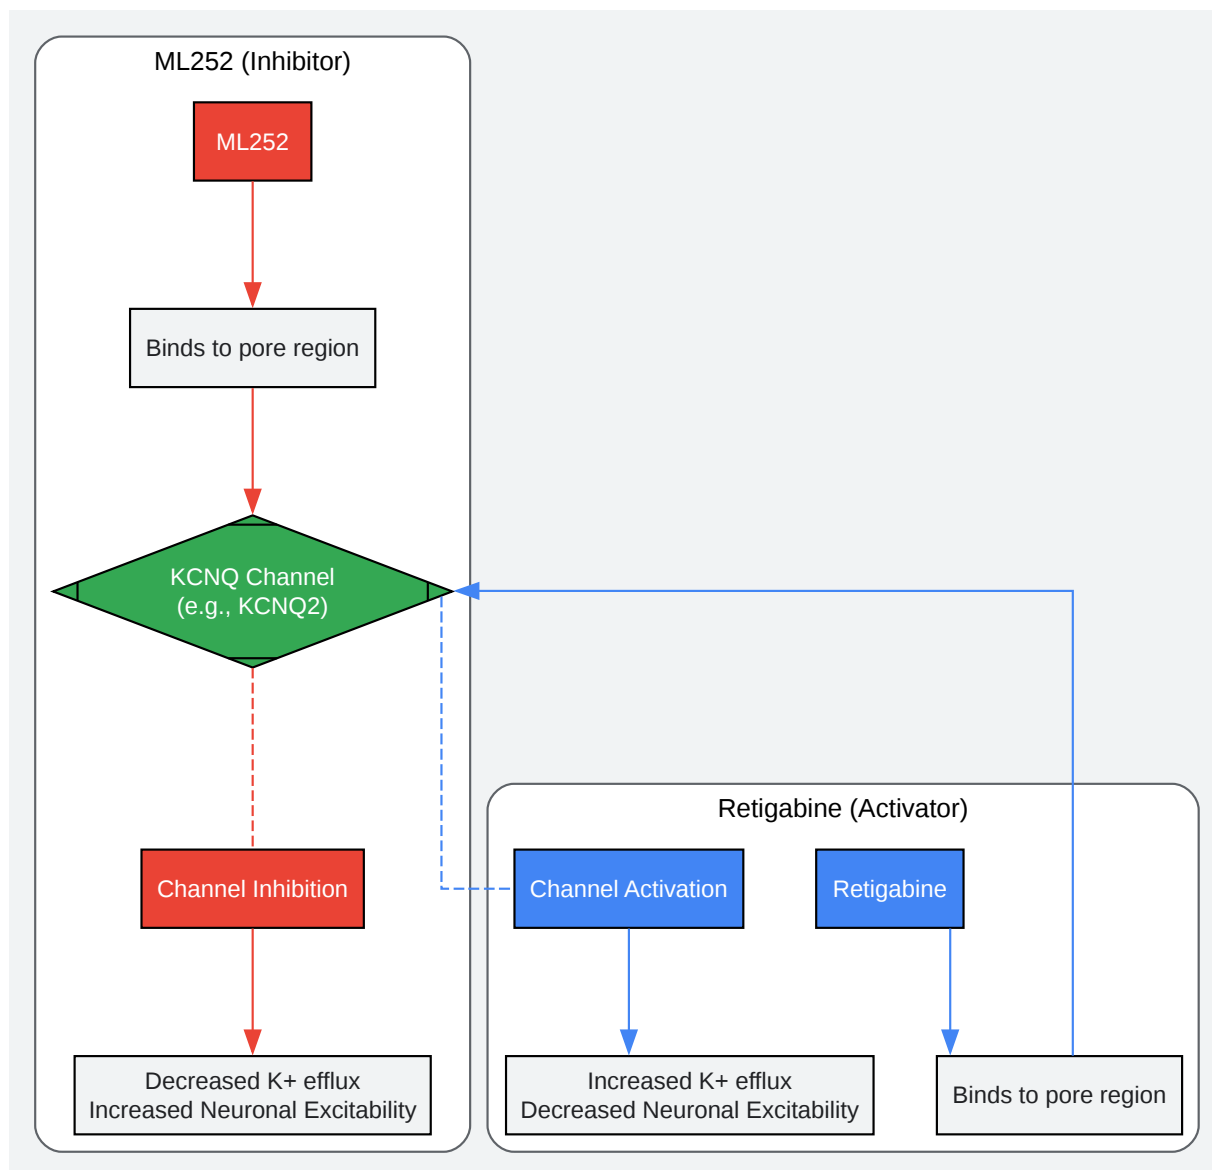 ML252 (Inhibitor)
ML252
Binds to pore region
KCNQ Channel
(e.g., KCNQ2)
Channel Inhibition
Decreased K+ efflux
Increased Neuronal Excitability
Retigabine (Activator)
Channel Activation
Retigabine
Increased K+ efflux
Decreased Neuronal Excitability
Binds to pore region